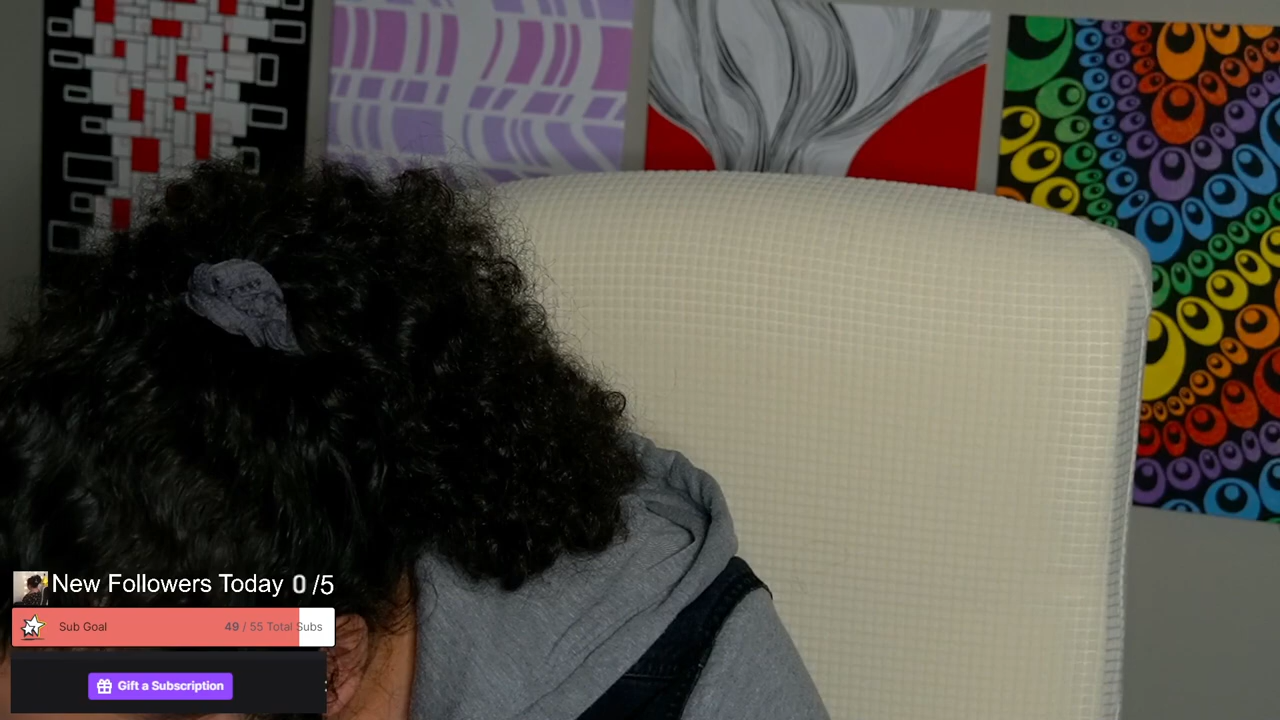 New Followers Today 0 /5
Sub Goal 49 / 55 Total Subs
Gift a Subscription